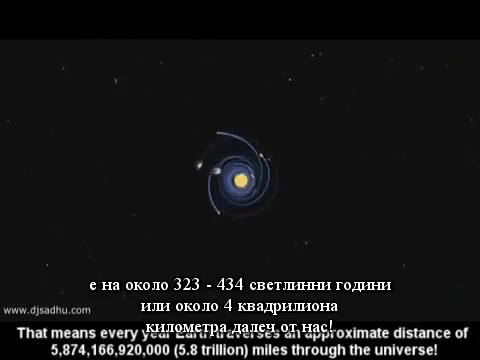 е на около 323 - 434 светлинни години
или около 4 квадрилиона
www.djsadhu.com
километра далеч от нас!
That means every year Earth traverses an approximate distance of
5,874,166,920,000 (5.8 trillion) miles through the universe!